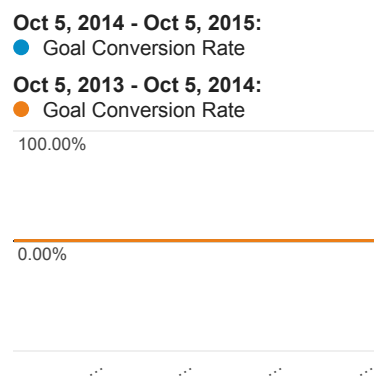 Oct 5, 2014 - Oct 5, 2015:
Goal Conversion Rate
Oct 5, 2013 - Oct 5, 2014:
Goal Conversion Rate
100.00%
0.00%
… … … …